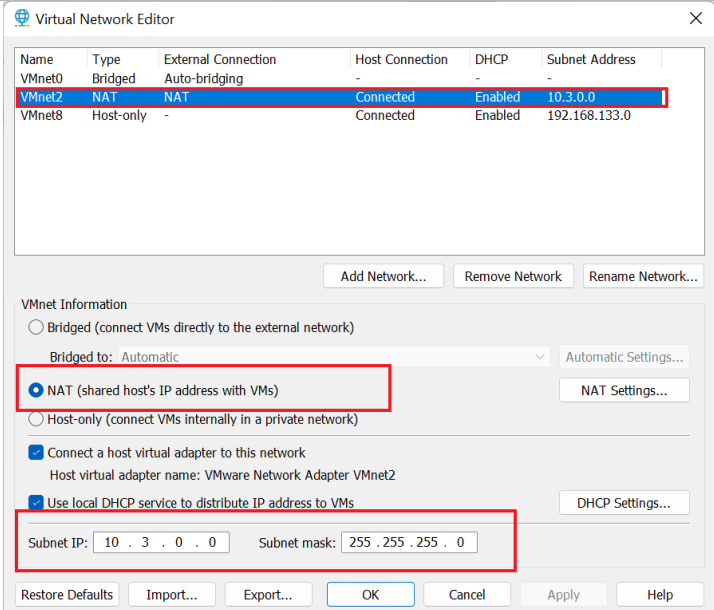 Virtual Network Editor
Name Type External Connection Host Connection DHCP Subnet Address
VMnet0 Bridged Auto-bridging - - -
VMnet2 NAT NAT Connected Enabled 10.3.0.0
VMnet8 Host-only - Connected Enabled 192.168.133.0
Add Network... Remove Network Rename Network...
VMnet Information
Bridged (connect VMs directly to the external network)
Bridged to: Automatic Automatic Settings...
NAT (shared host's IP address with VMs) NAT Settings...
Host-only (connect VMs internally in a private network)
Connect a host virtual adapter to this network
Host virtual adapter name: VMware Network Adapter VMnet2
Use local DHCP service to distribute IP address to VMs DHCP Settings...
Subnet IP: 10 . 3 . 0 . 0 Subnet mask: 255 . 255 . 255 . 0
Restore Defaults Import... Export... OK Cancel Apply Help